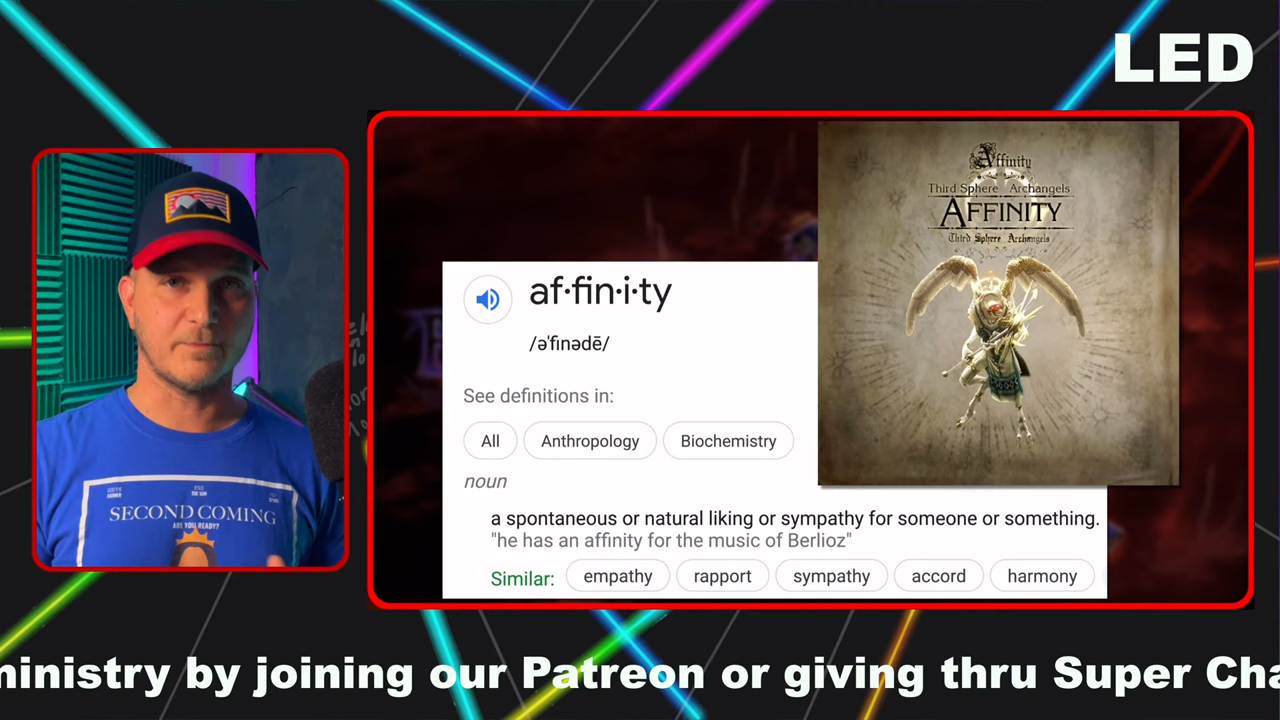 LED
Affinity
Third Sphere Archangels
AFFINITY
Third Sphere Archangels
af·fin·i·ty
/əˈfinədē/
See definitions in:
All
Anthropology
Biochemistry
noun
a spontaneous or natural liking or sympathy for someone or something.
"he has an affinity for the music of Berlioz"
Similar:
empathy
rapport
sympathy
accord
harmony
SECOND COMING
ARE YOU READY?
ministry by joining our Patreon or giving thru Super Cha